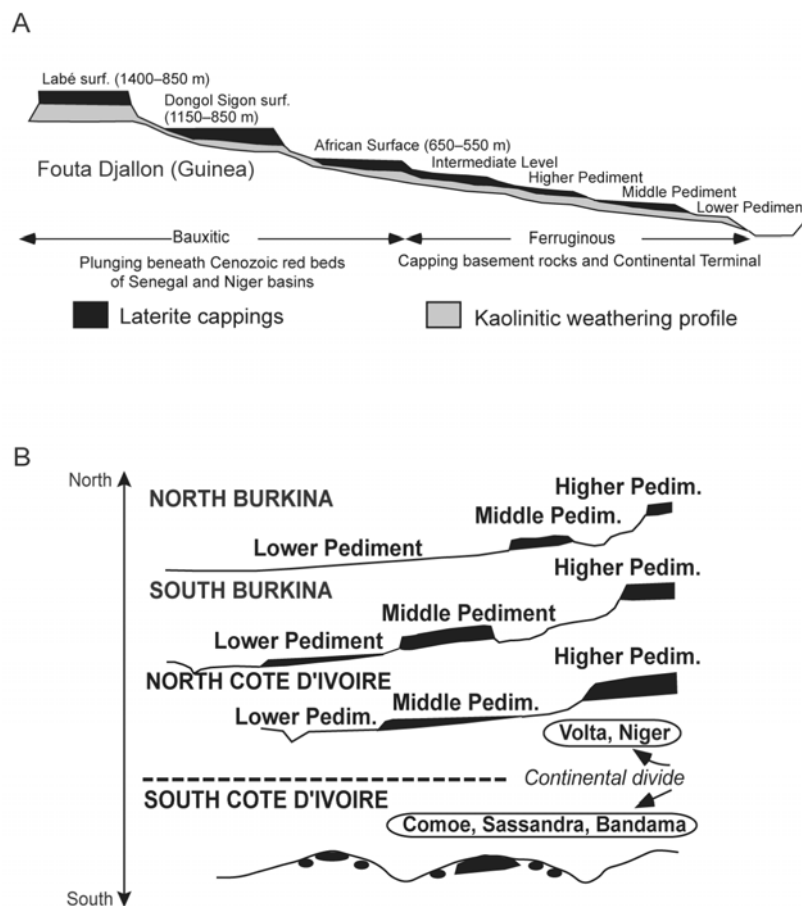 A
Labé surf. (1400–850 m)
Dongol Sigon surf.
(1150–850 m)
African Surface (650–550 m)
Intermediate Level
Higher Pediment
Middle Pediment
Lower Pedimen
Fouta Djallon (Guinea)
Bauxitic
Ferruginous
Plunging beneath Cenozoic red beds
of Senegal and Niger basins
Capping basement rocks and Continental Terminal
Laterite cappings
Kaolinitic weathering profile
B
North
NORTH BURKINA
Higher Pedim.
Middle Pedim.
Lower Pediment
SOUTH BURKINA
Higher Pedim.
Middle Pediment
Lower Pediment
NORTH COTE D'IVOIRE
Higher Pedim.
Middle Pedim.
Lower Pedim.
Volta, Niger
Continental divide
SOUTH COTE D'IVOIRE
Comoe, Sassandra, Bandama
South